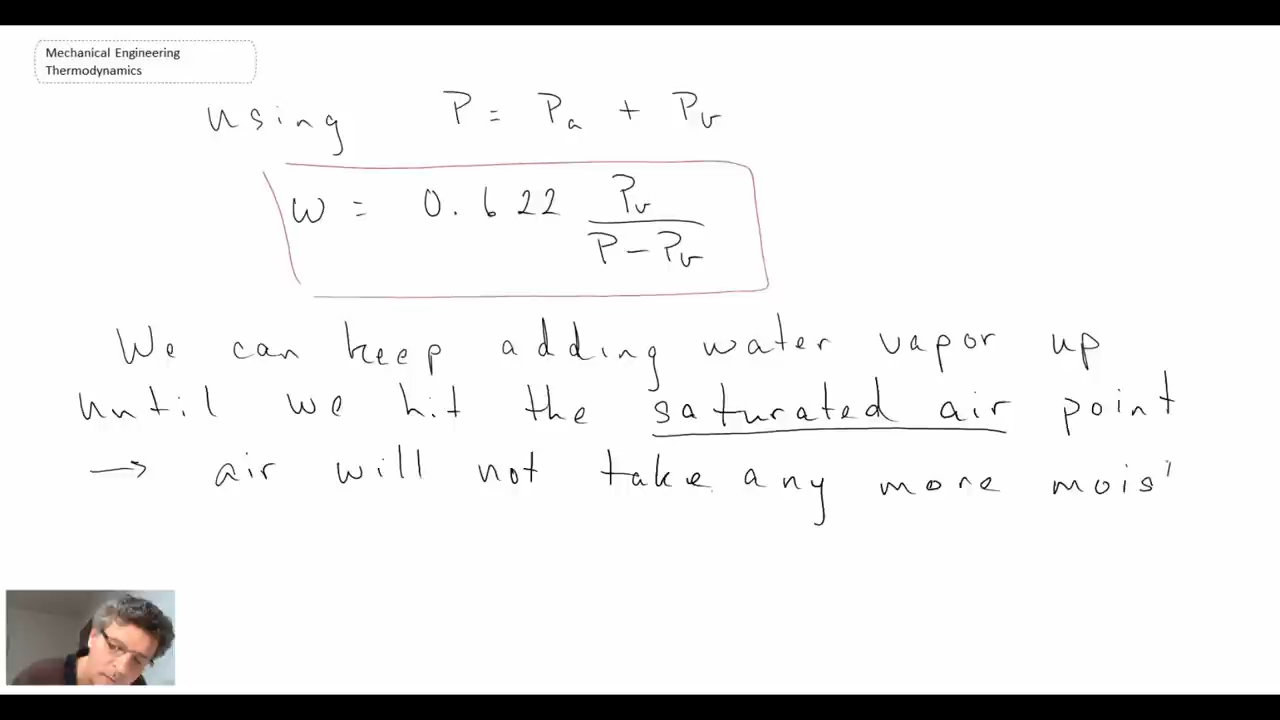 Mechanical Engineering
Thermodynamics
using P = Pa + Pv
w = 0.622 Pv / P - Pv
We can keep adding water vapor up
until we hit the saturated air point
→ air will not take any more mois